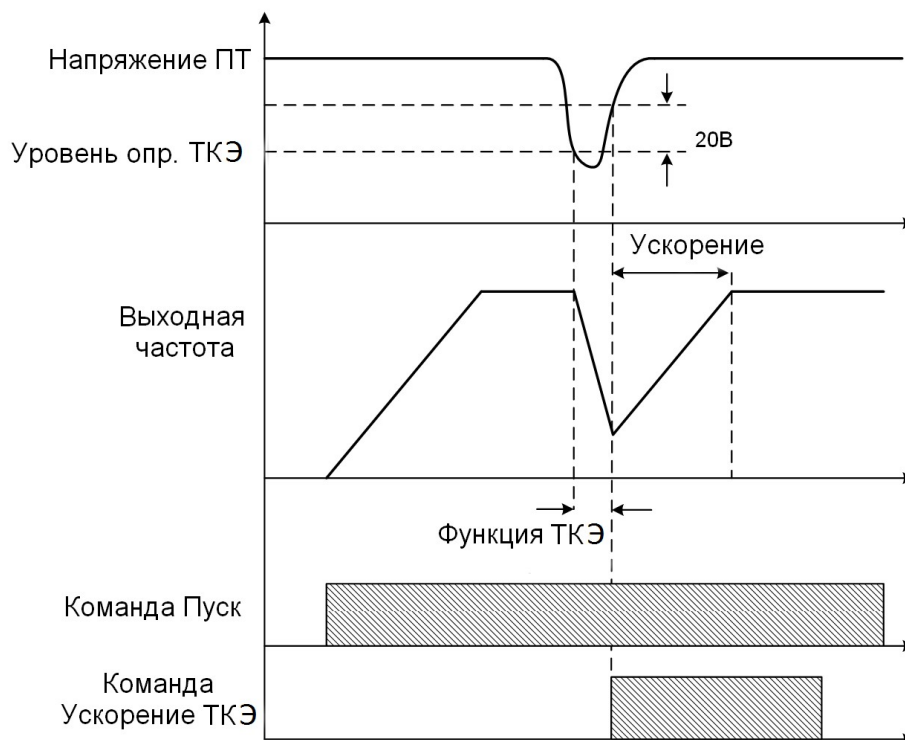 Напряжение ПТ
Уровень опр. ТКЭ
20В
Ускорение
Выходная
частота
Функция ТКЭ
Команда Пуск
Команда
Ускорение ТКЭ